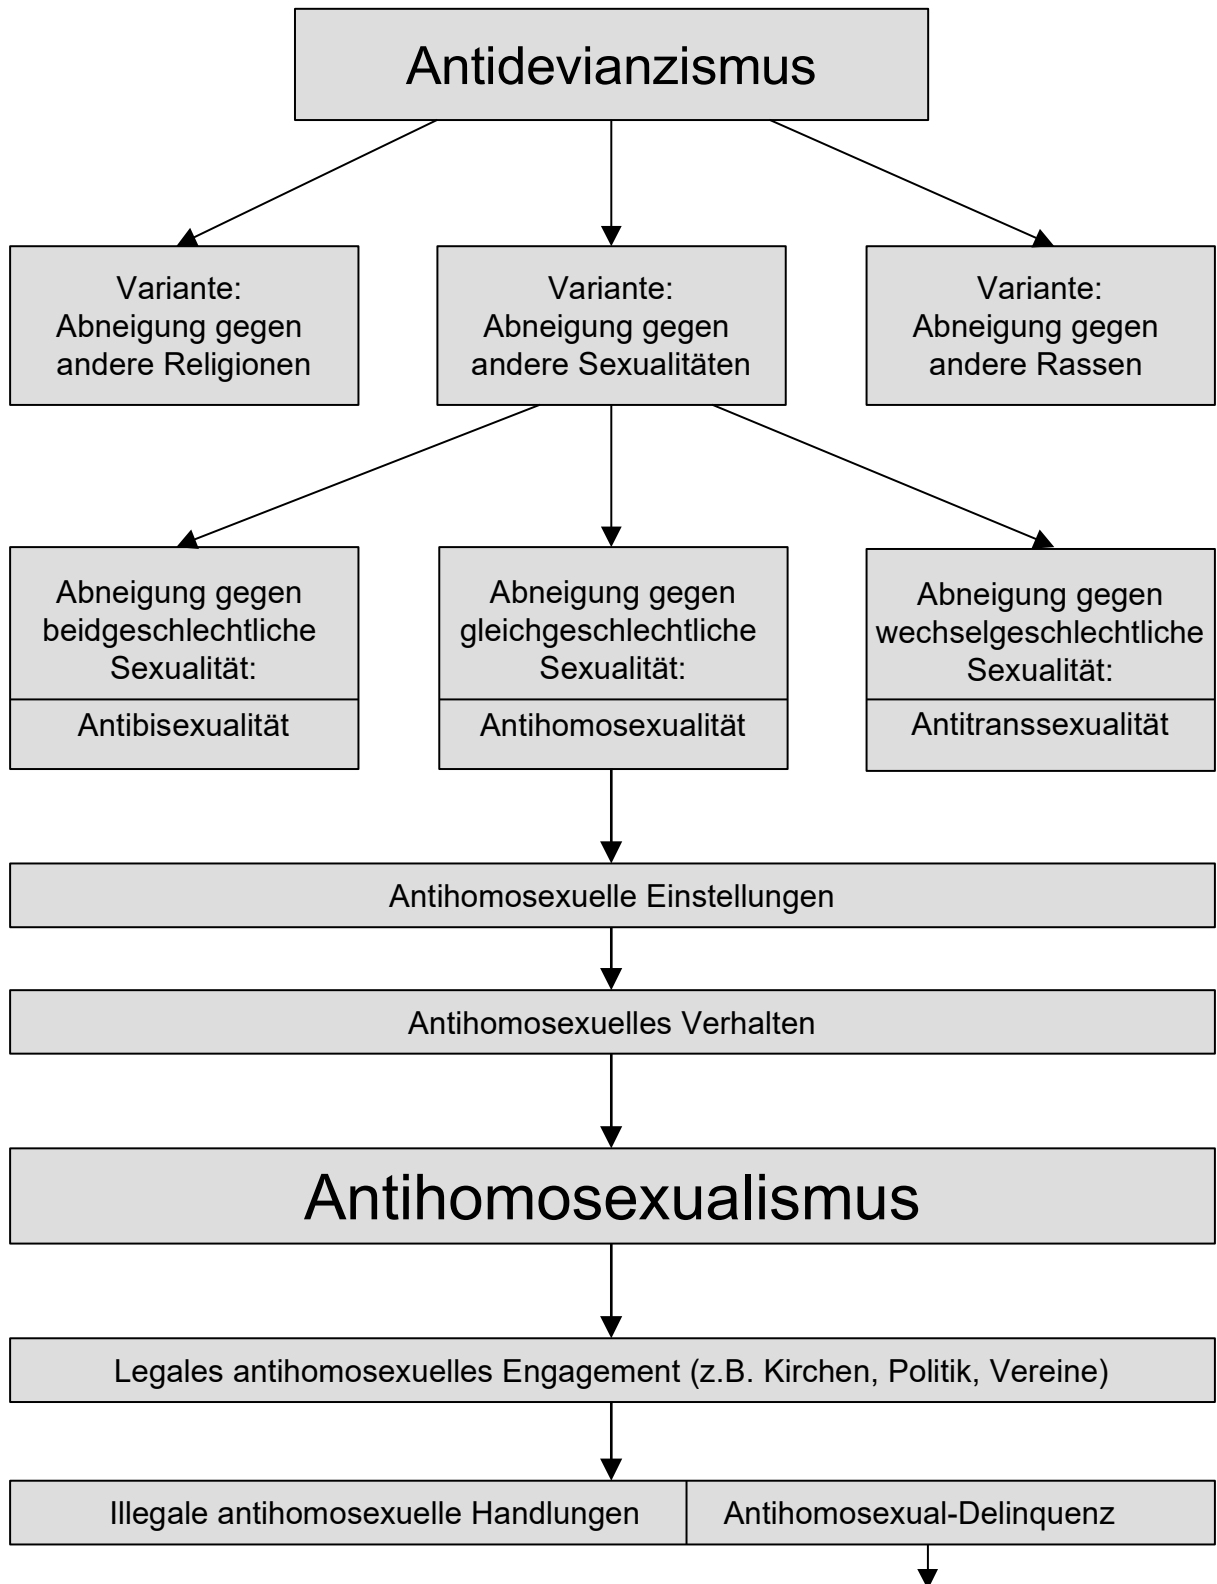 Antidevianzismus
Variante:
Abneigung gegen
andere Religionen
Variante:
Abneigung gegen
andere Sexualitäten
Variante:
Abneigung gegen
andere Rassen
Abneigung gegen
beidgeschlechtliche
Sexualität:
Antibisexualität
Abneigung gegen
gleichgeschlechtliche
Sexualität:
Antihomosexualität
Abneigung gegen
wechselgeschlechtliche
Sexualität:
Antitranssexualität
Antihomosexuelle Einstellungen
Antihomosexuelles Verhalten
Antihomosexualismus
Legales antihomosexuelles Engagement (z.B. Kirchen, Politik, Vereine)
Illegale antihomosexuelle Handlungen
Antihomosexual-Delinquenz